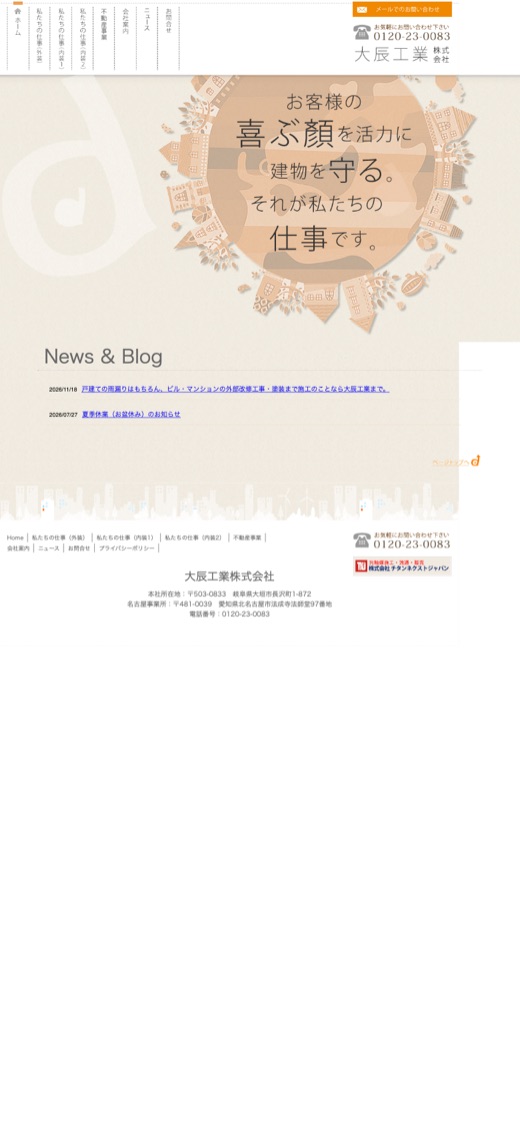 ホーム
私たちの仕事(外装)
私たちの仕事(内装1)
私たちの仕事(内装2)
不動産事業
会社案内
ニュース
お問合せ
メールでのお問い合わせ
お気軽にお問い合わせ下さい
0120-23-0083
大辰工業 株式会社
お客様の
喜ぶ顔を活力に
建物を守る。
それが私たちの
仕事です。
News & Blog
2026/11/18 戸建ての雨漏りはもちろん、ビル・マンションの外部改修工事・塗装まで施工のことなら大辰工業まで。
2026/07/27 夏季休業（お盆休み）のお知らせ
Home 私たちの仕事（外装） 私たちの仕事（内装1） 私たちの仕事（内装2） 不動産事業
会社案内 ニュース お問合せ プライバシーポリシー
お気軽にお問い合わせ下さい
0120-23-0083
株式会社 チタンネクストジャパン
大辰工業株式会社
本社所在地：〒503-0833 岐阜県大垣市長沢町1-872
名古屋事業所：〒481-0039 愛知県北名古屋市法成寺法師堂97番地
電話番号：0120-23-0083